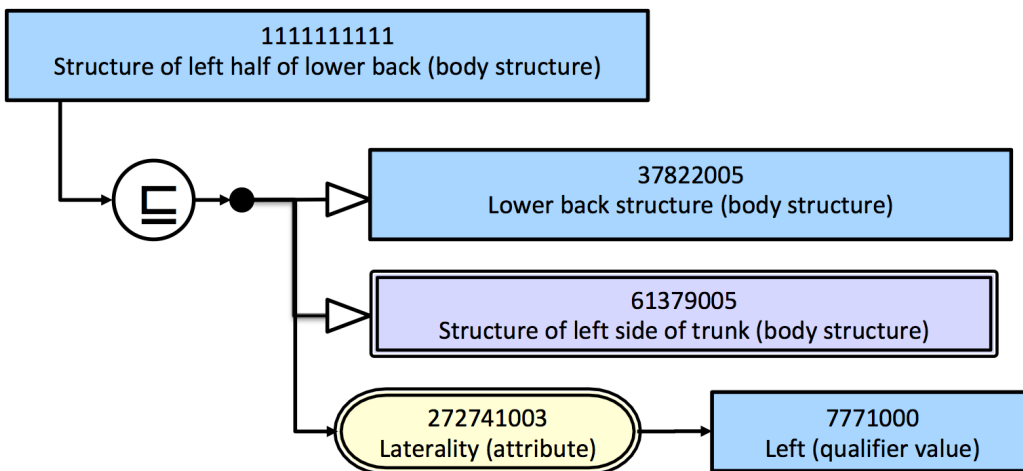 1111111111
Structure of left half of lower back (body structure)
⊑
37822005
Lower back structure (body structure)
61379005
Structure of left side of trunk (body structure)
272741003
Laterality (attribute)
7771000
Left (qualifier value)